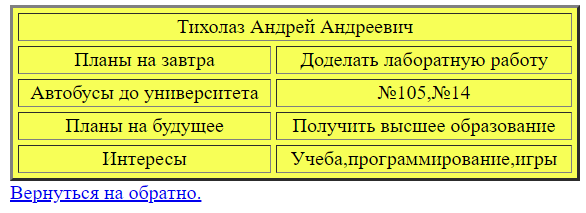 Тихолаз Андрей Андреевич
Планы на завтра Доделать лаборатную работу
Автобусы до университета №105,№14
Планы на будущее Получить высшее образование
Интересы Учеба,программирование,игры
Вернуться на обратно.